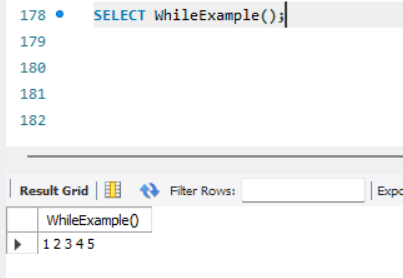 178 SELECT WhileExample();
179
180
181
182
Result Grid Filter Rows: Expo
WhileExample()
1 2 3 4 5